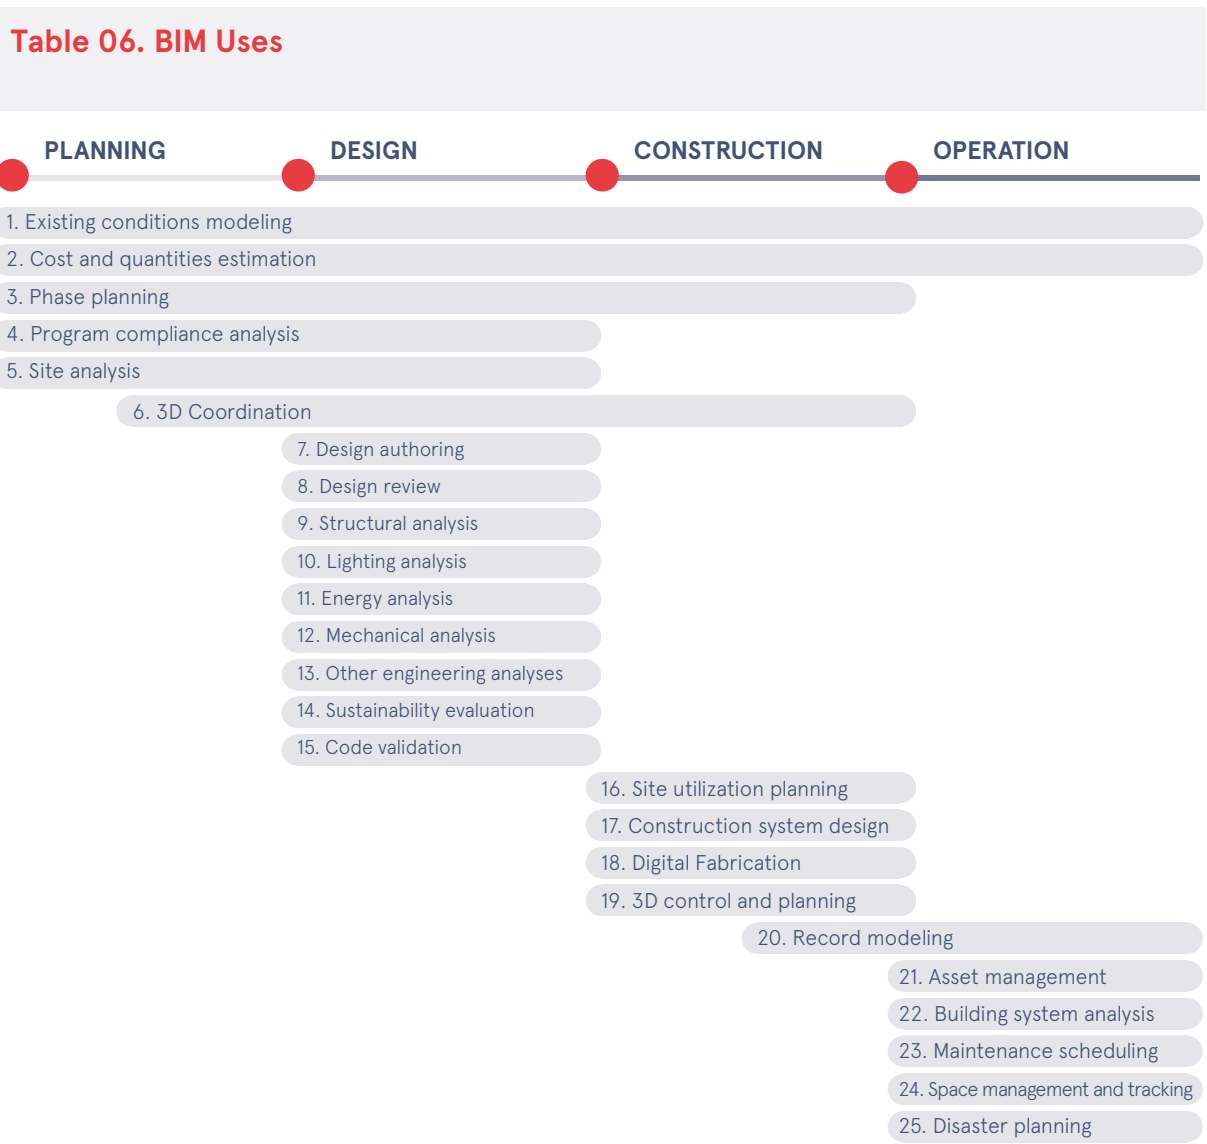 Table 06. BIM Uses
PLANNING DESIGN CONSTRUCTION OPERATION
1. Existing conditions modeling
2. Cost and quantities estimation
3. Phase planning
4. Program compliance analysis
5. Site analysis
6. 3D Coordination
7. Design authoring
8. Design review
9. Structural analysis
10. Lighting analysis
11. Energy analysis
12. Mechanical analysis
13. Other engineering analyses
14. Sustainability evaluation
15. Code validation
16. Site utilization planning
17. Construction system design
18. Digital Fabrication
19. 3D control and planning
20. Record modeling
21. Asset management
22. Building system analysis
23. Maintenance scheduling
24. Space management and tracking
25. Disaster planning